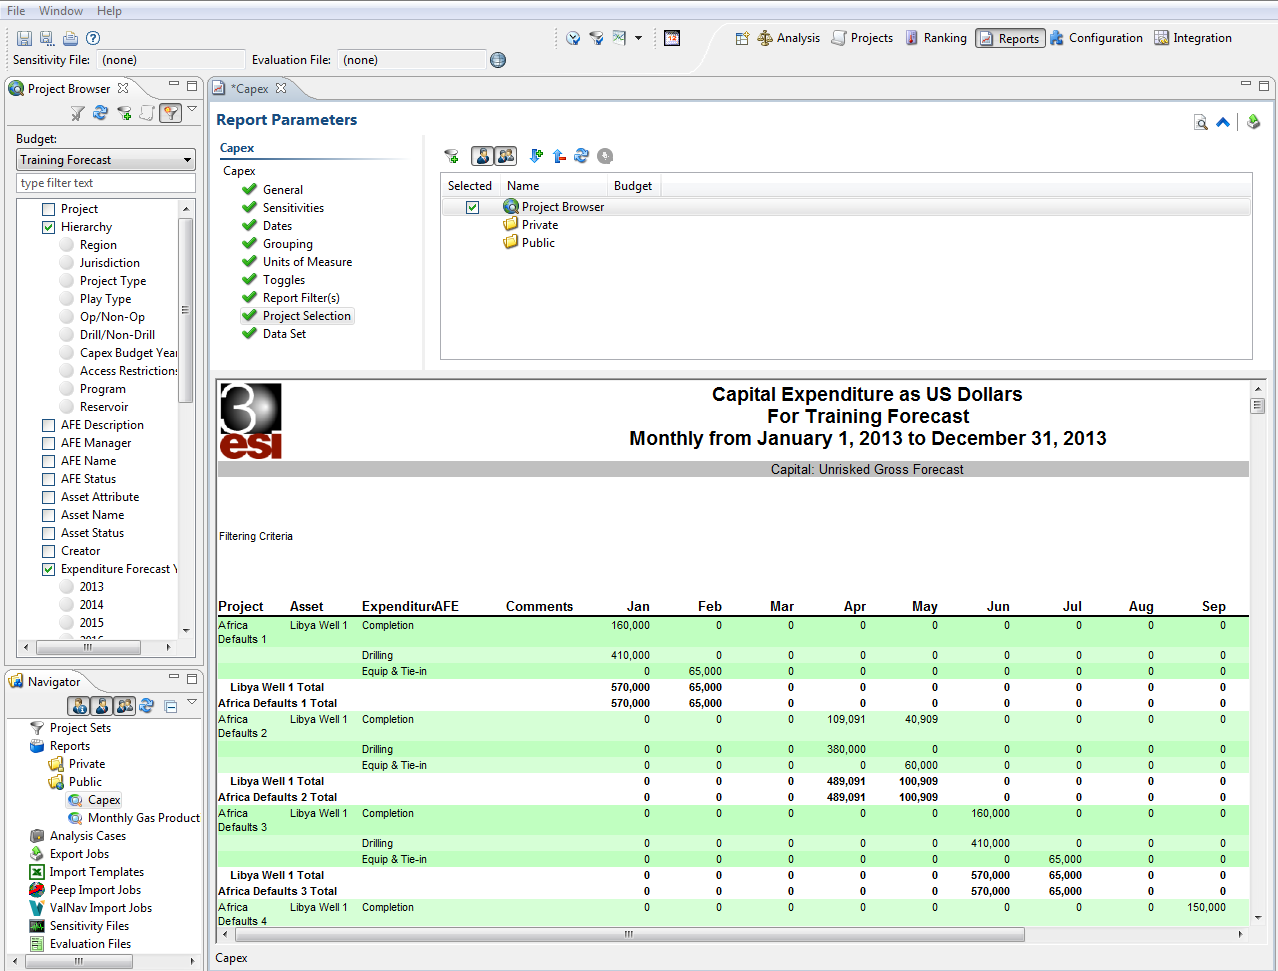 File Window Help
Analysis Projects Ranking Reports Configuration Integration
Sensitivity File: (none) Evaluation File: (none)
Project Browser
Budget:
Training Forecast
type filter text
Project
Hierarchy
Region
Jurisdiction
Project Type
Play Type
Op/Non-Op
Drill/Non-Drill
Capex Budget Year
Access Restrictions
Program
Reservoir
AFE Description
AFE Manager
AFE Name
AFE Status
Asset Attribute
Asset Name
Asset Status
Creator
Expenditure Forecast Y
2013
2014
2015
2016
Navigator
Project Sets
Reports
Private
Public
Capex
Monthly Gas Product
Analysis Cases
Export Jobs
Import Templates
Peep Import Jobs
ValNav Import Jobs
Sensitivity Files
Evaluation Files
*Capex
Report Parameters
Capex
Capex
General
Sensitivities
Dates
Grouping
Units of Measure
Toggles
Report Filter(s)
Project Selection
Data Set
Selected Name Budget
Project Browser
Private
Public
3
esi
Capital Expenditure as US Dollars
For Training Forecast
Monthly from January 1, 2013 to December 31, 2013
Capital: Unrisked Gross Forecast
Filtering Criteria
Project Asset Expenditure AFE Comments Jan Feb Mar Apr May Jun Jul Aug Sep
Africa Libya Well 1 Completion 160,000 0 0 0 0 0 0 0 0
Defaults 1
Drilling 410,000 0 0 0 0 0 0 0 0
Equip & Tie-in 0 65,000 0 0 0 0 0 0 0
Libya Well 1 Total 570,000 65,000 0 0 0 0 0 0 0
Africa Defaults 1 Total 570,000 65,000 0 0 0 0 0 0 0
Africa Libya Well 1 Completion 0 0 0 109,091 40,909 0 0 0 0
Defaults 2
Drilling 0 0 0 380,000 0 0 0 0 0
Equip & Tie-in 0 0 0 0 60,000 0 0 0 0
Libya Well 1 Total 0 0 0 489,091 100,909 0 0 0 0
Africa Defaults 2 Total 0 0 0 489,091 100,909 0 0 0 0
Africa Libya Well 1 Completion 0 0 0 0 0 160,000 0 0 0
Defaults 3
Drilling 0 0 0 0 0 410,000 0 0 0
Equip & Tie-in 0 0 0 0 0 0 65,000 0 0
Libya Well 1 Total 0 0 0 0 0 570,000 65,000 0 0
Africa Defaults 3 Total 0 0 0 0 0 570,000 65,000 0 0
Africa Libya Well 1 Completion 0 0 0 0 0 0 0 0 150,000
Defaults 4
Capex